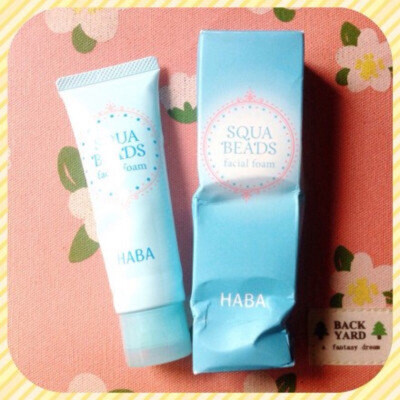 SQUA
BEADS
facial foam
HABA
SQUA
BEADS
facial foam
HABA
BACK
YARD
a fantasy dream